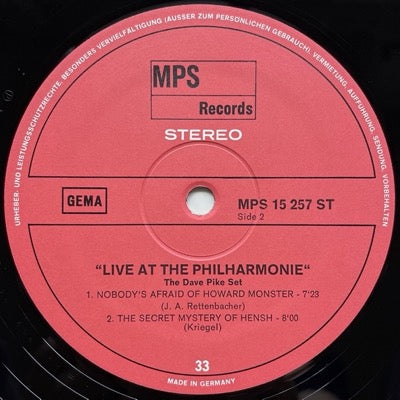 URHEBER- UND LEISTUNGSSCHUTZRECHTE. BESONDERS VERVIELFÄLTIGUNG (AUSSER ZUM PERSÖNLICHEN GEBRAUCH), VERMIETUNG, AUFFÜHRUNG, SENDUNG, VORBEHALTEN
MPS
Records
STEREO
GEMA
MPS 15 257 ST
Side 2
"LIVE AT THE PHILHARMONIE"
The Dave Pike Set
1. NOBODY'S AFRAID OF HOWARD MONSTER - 7'23
(J. A. Rettenbacher)
2. THE SECRET MYSTERY OF HENSH - 8'00
(Kriegel)
33
MADE IN GERMANY